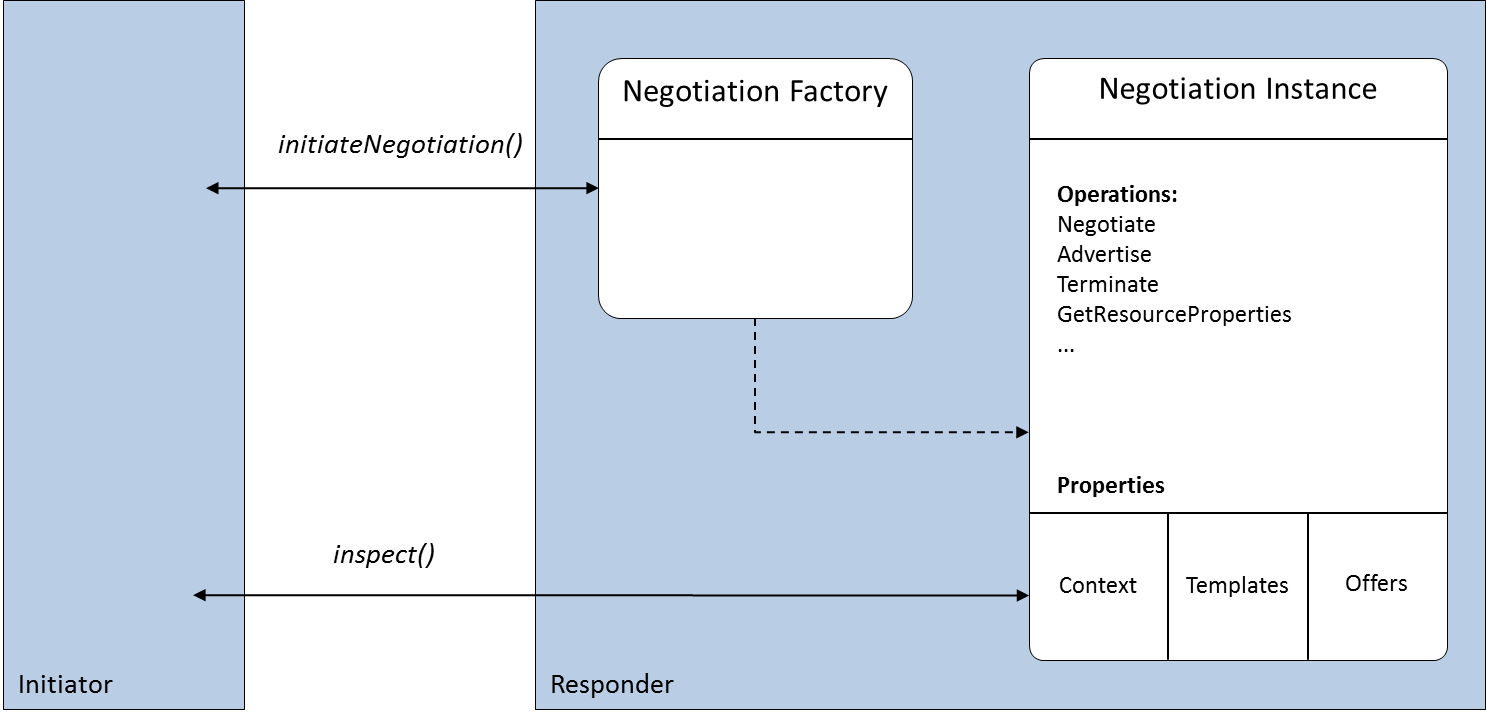 Negotiation Factory
Negotiation Instance
initiateNegotiation()
Operations:
Negotiate
Advertise
Terminate
GetResourceProperties
...
Properties
inspect()
Context
Templates
Offers
Initiator
Responder